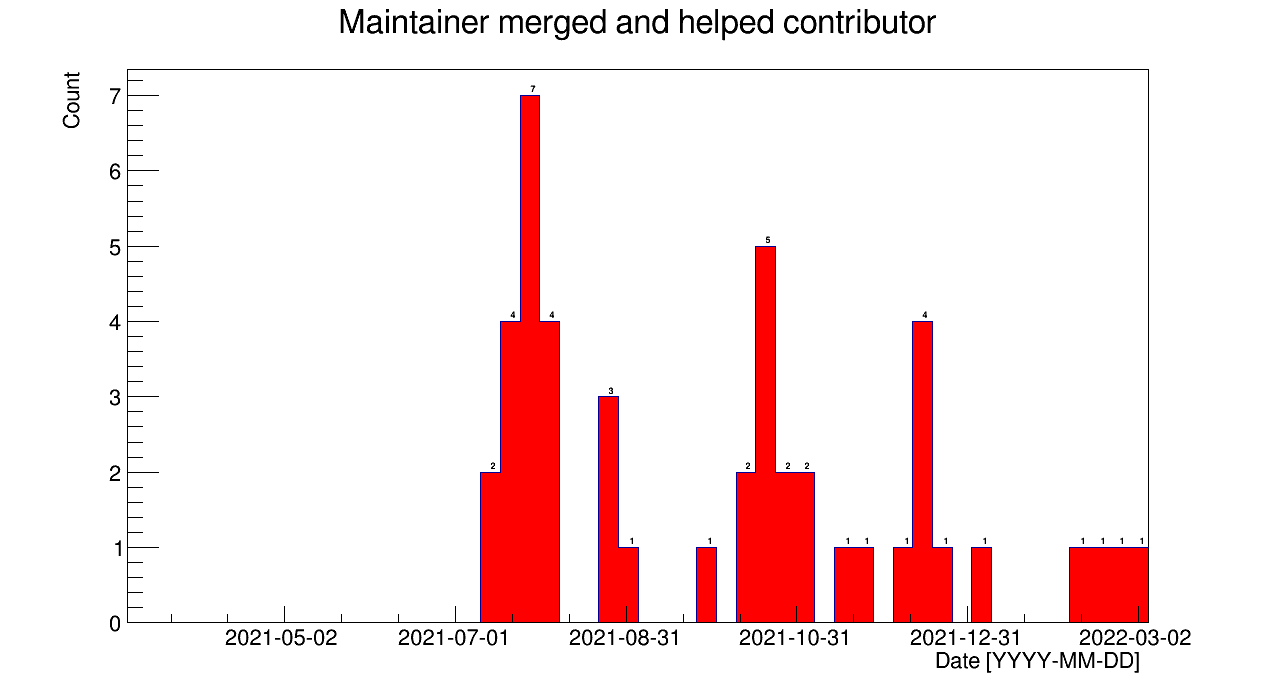 Maintainer merged and helped contributor
Count
7
6
5
4
3
2
1
0
2 4 7 4 3 1 1 2 5 2 2 1 1 1 4 1 1 1 1 1 1
2021-05-02 2021-07-01 2021-08-31 2021-10-31 2021-12-31 2022-03-02
Date [YYYY-MM-DD]